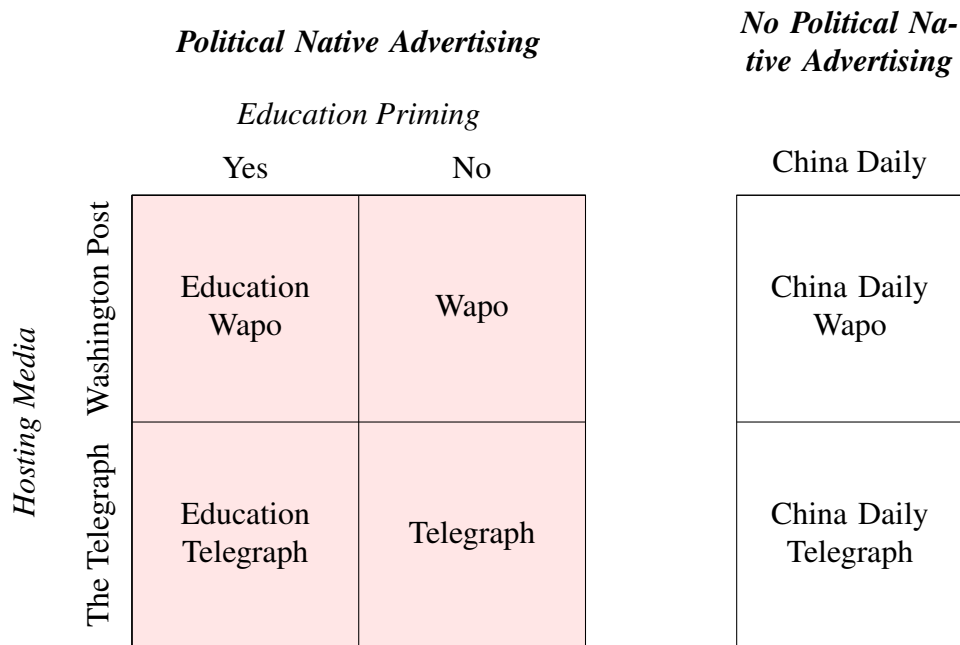 Political Native Advertising
No Political Na-
tive Advertising
Education Priming
Yes
No
China Daily
Hosting Media
Washington Post
Education
Wapo
Wapo
China Daily
Wapo
The Telegraph
Education
Telegraph
Telegraph
China Daily
Telegraph